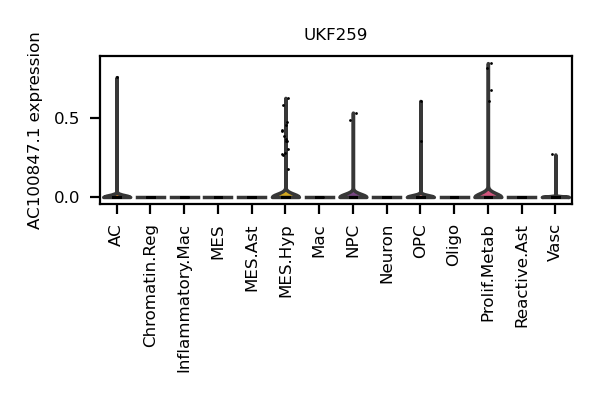 UKF259
AC100847.1 expression
0.5
0.0
AC
Chromatin.Reg
Inflammatory.Mac
MES
MES.Ast
MES.Hyp
Mac
NPC
Neuron
OPC
Oligo
Prolif.Metab
Reactive.Ast
Vasc